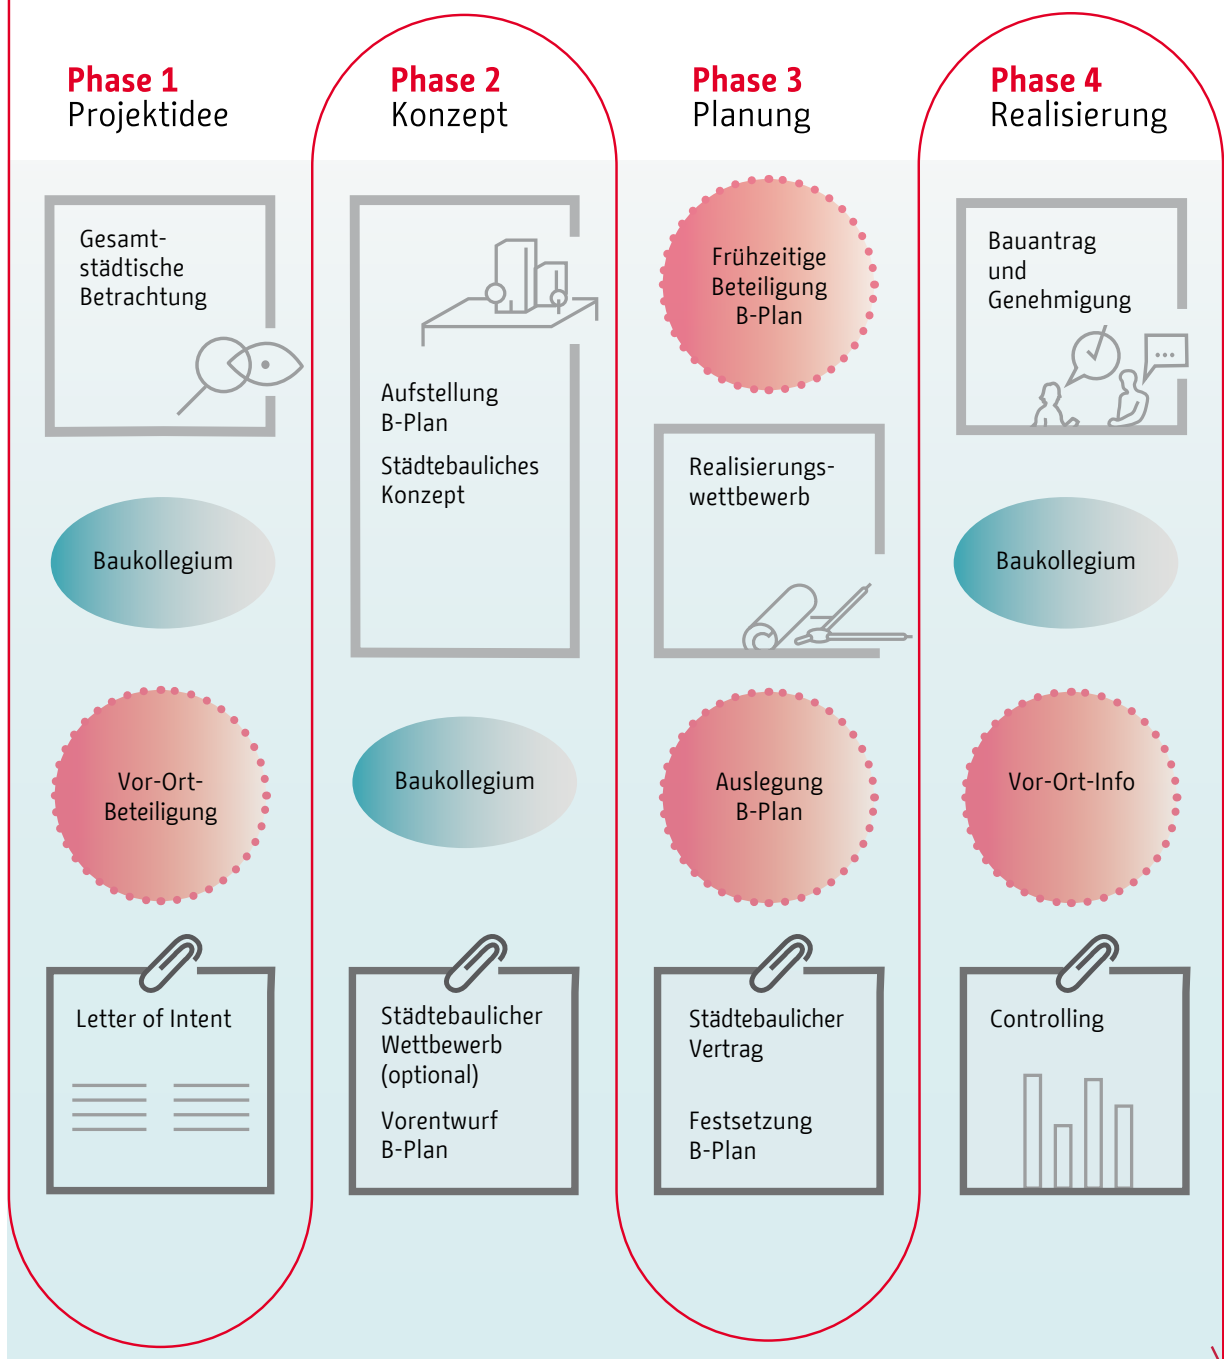 Phase 1
Projektidee
Gesamt-
städtische
Betrachtung
Baukollegium
Vor-Ort-
Beteiligung
Letter of Intent
Phase 2
Konzept
Aufstellung
B-Plan
Städtebauliches
Konzept
Baukollegium
Städtebaulicher
Wettbewerb
(optional)
Vorentwurf
B-Plan
Phase 3
Planung
Frühzeitige
Beteiligung
B-Plan
Realisierungs-
wettbewerb
Auslegung
B-Plan
Städtebaulicher
Vertrag
Festsetzung
B-Plan
Phase 4
Realisierung
Bauantrag
und
Genehmigung
Baukollegium
Vor-Ort-Info
Controlling